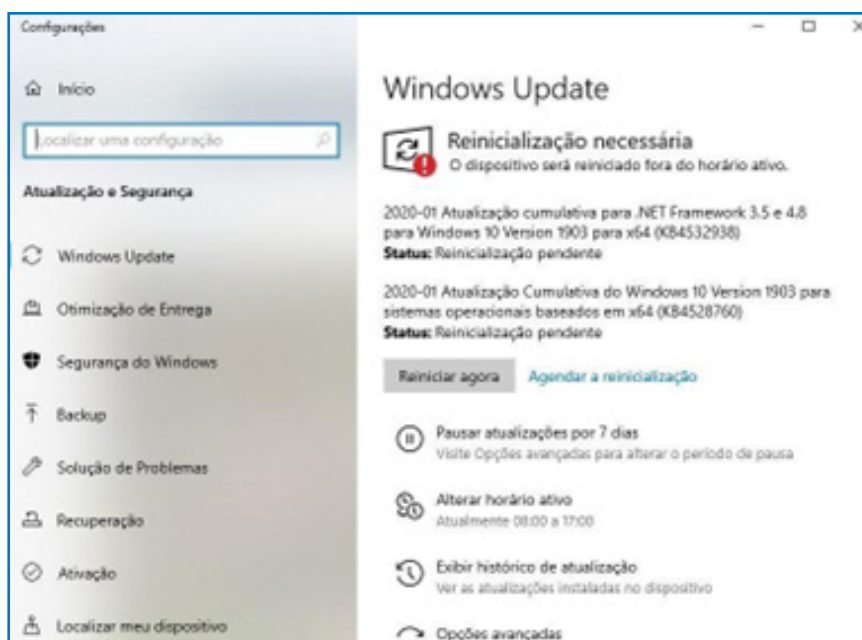 Configurações
Início
Localizar uma configuração
Atualização e Segurança
Windows Update
Otimização de Entrega
Segurança do Windows
Backup
Solução de Problemas
Recuperação
Ativação
Localizar meu dispositivo
Windows Update
Reinicialização necessária
O dispositivo será reiniciado fora do horário ativo.
2020-01 Atualização cumulativa para .NET Framework 3.5 e 4.8
para Windows 10 Version 1903 para x64 (KB4532938)
Status: Reinicialização pendente
2020-01 Atualização Cumulativa do Windows 10 Version 1903 para
sistemas operacionais baseados em x64 (KB4528760)
Status: Reinicialização pendente
Reiniciar agora Agendar a reinicialização
Pausar atualizações por 7 dias
Visite Opções avançadas para alterar o período de pausa
Alterar horário ativo
Atualmente 08:00 a 17:00
Exibir histórico de atualização
Ver as atualizações instaladas no dispositivo
Opções avançadas